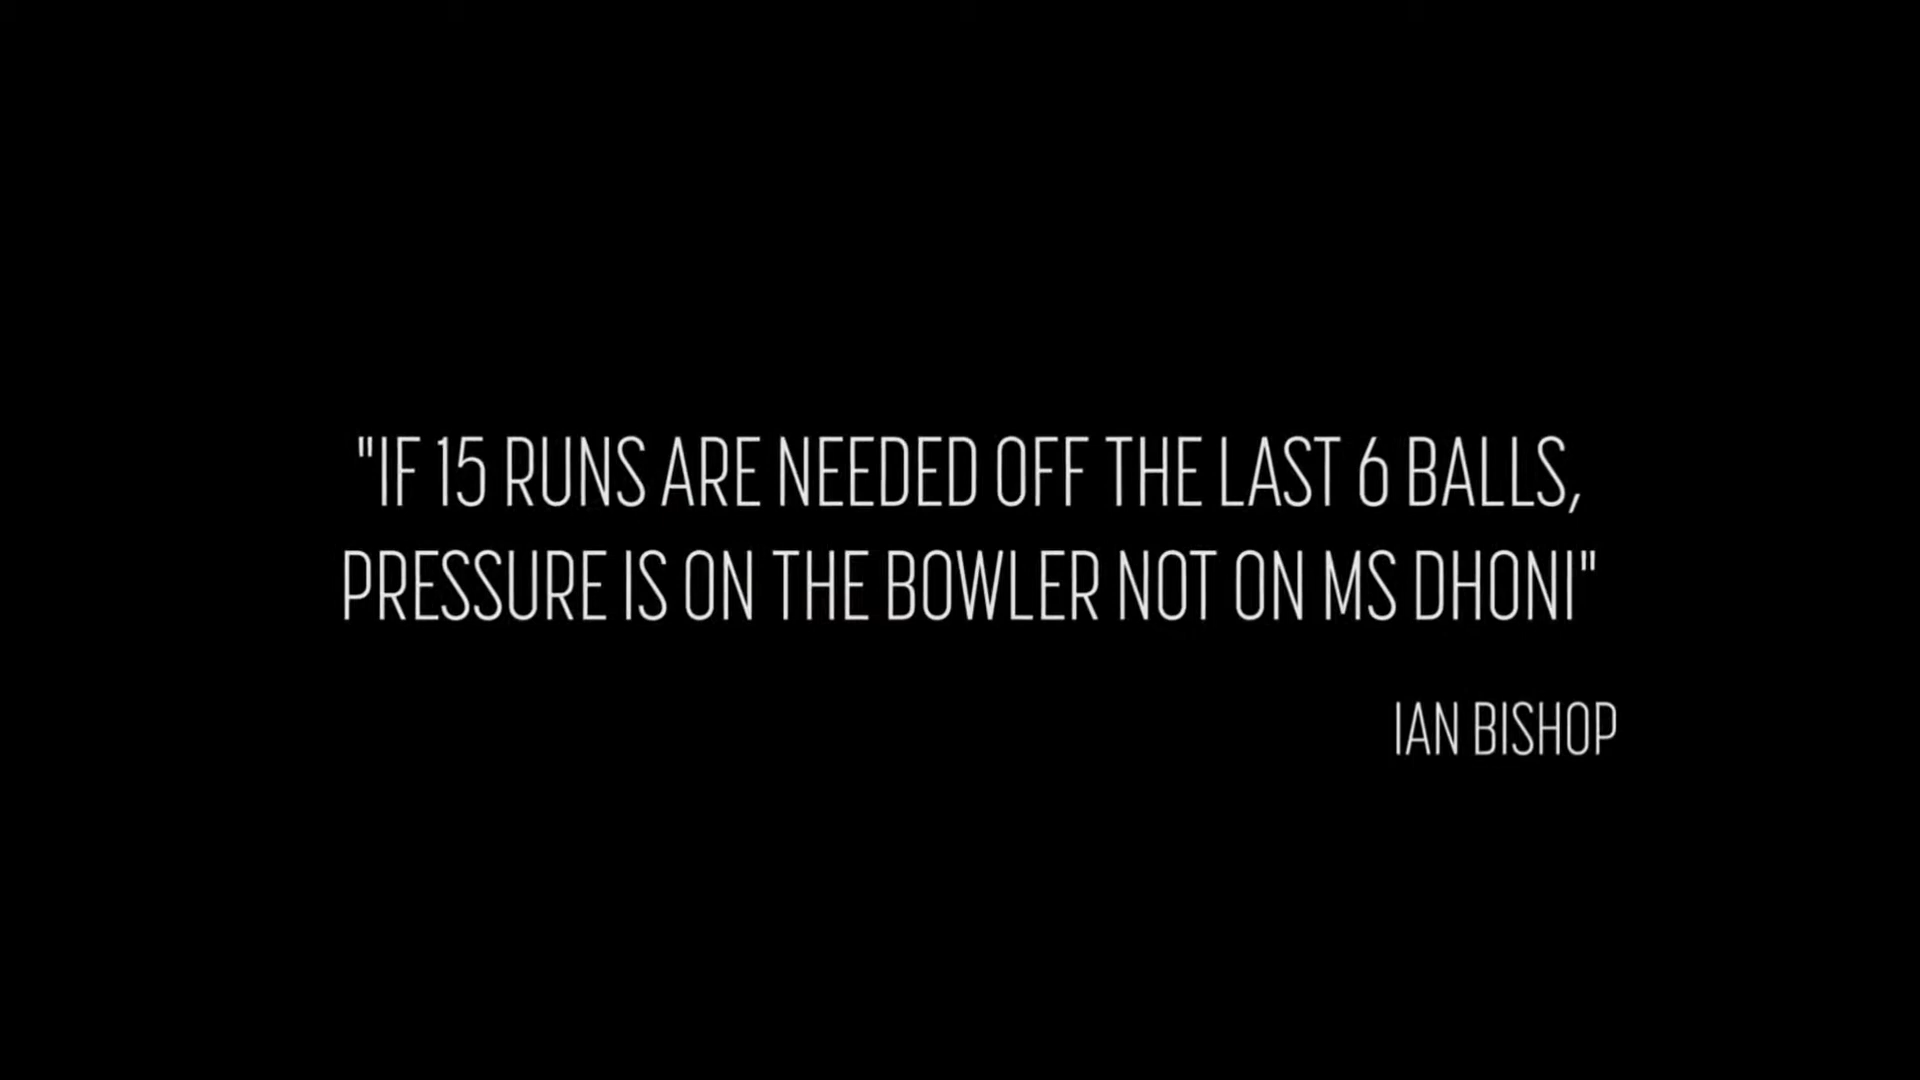 "IF 15 RUNS ARE NEEDED OFF THE LAST 6 BALLS,
PRESSURE IS ON THE BOWLER NOT ON MS DHONI"
IAN BISHOP